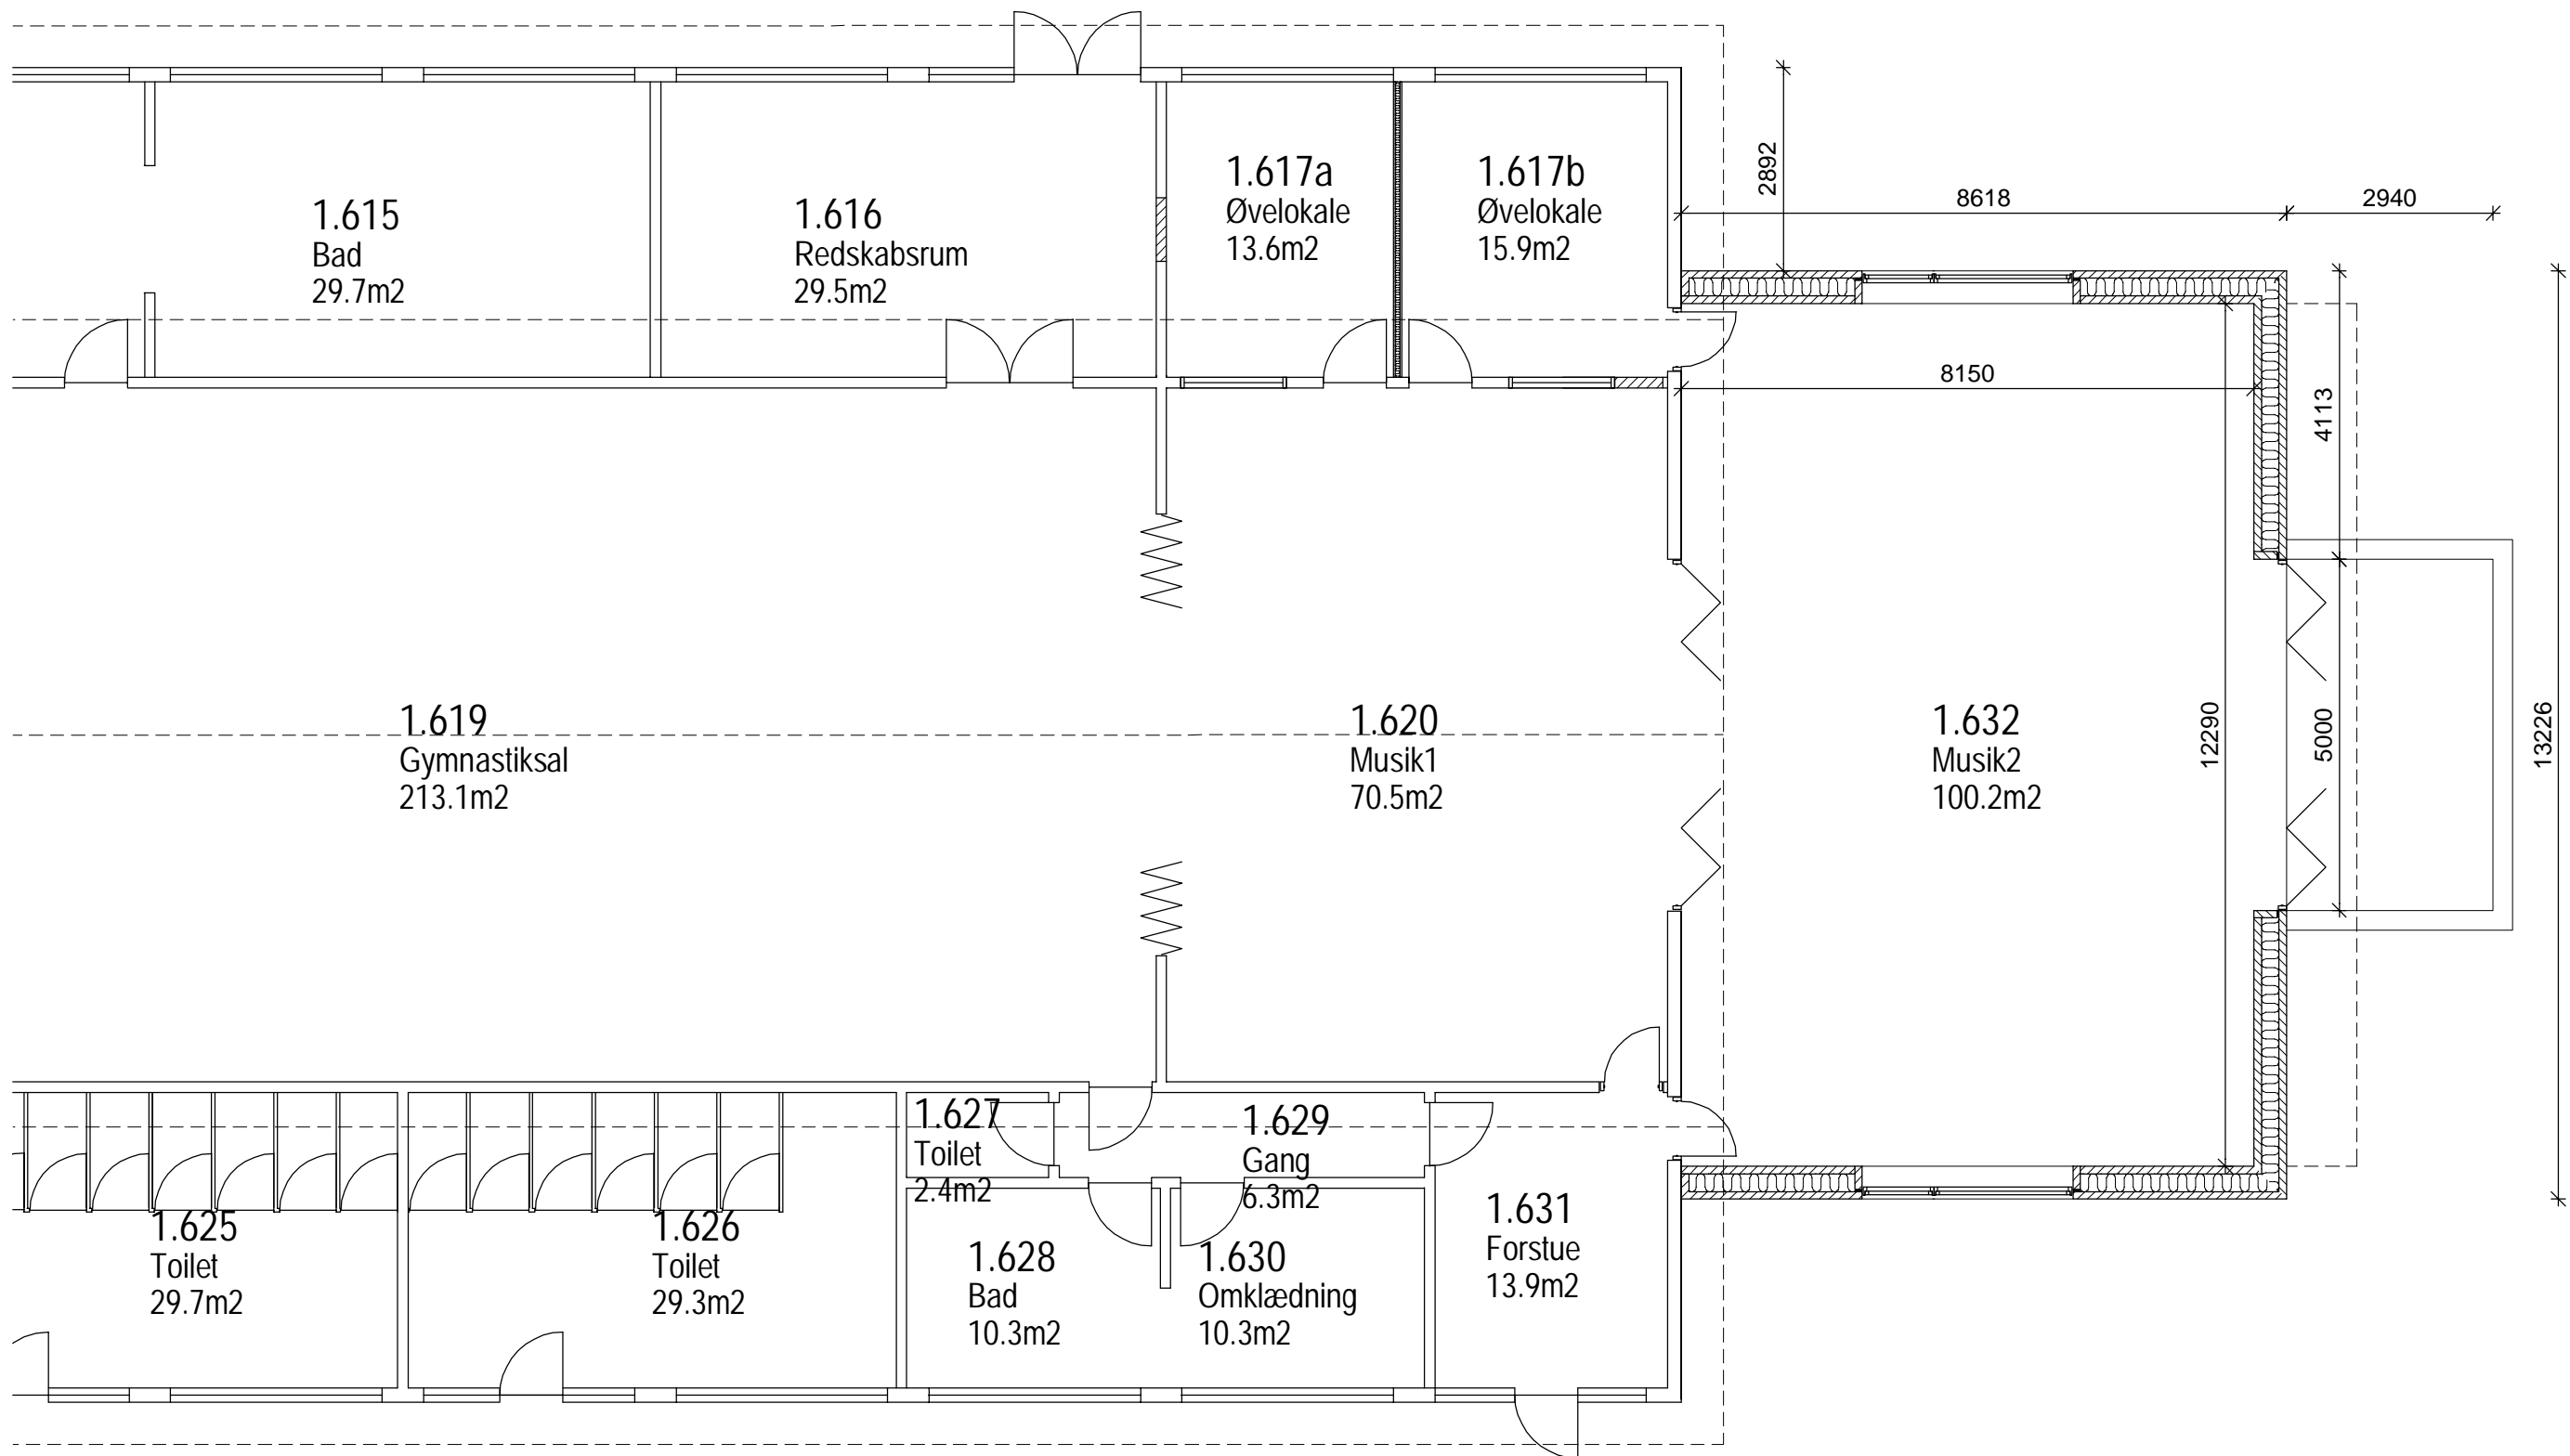 1.615
Bad
29.7m2
1.616
Redskabsrum
29.5m2
1.617a
Øvelokale
13.6m2
1.617b
Øvelokale
15.9m2
2892
8618
2940
8150
4113
1.619
Gymnastiksal
213.1m2
1.620
Musik1
70.5m2
1.632
Musik2
100.2m2
12290
5000
13226
1.625
Toilet
29.7m2
1.626
Toilet
29.3m2
1.627
Toilet
2.4m2
1.628
Bad
10.3m2
1.629
Gang
6.3m2
1.630
Omklædning
10.3m2
1.631
Forstue
13.9m2